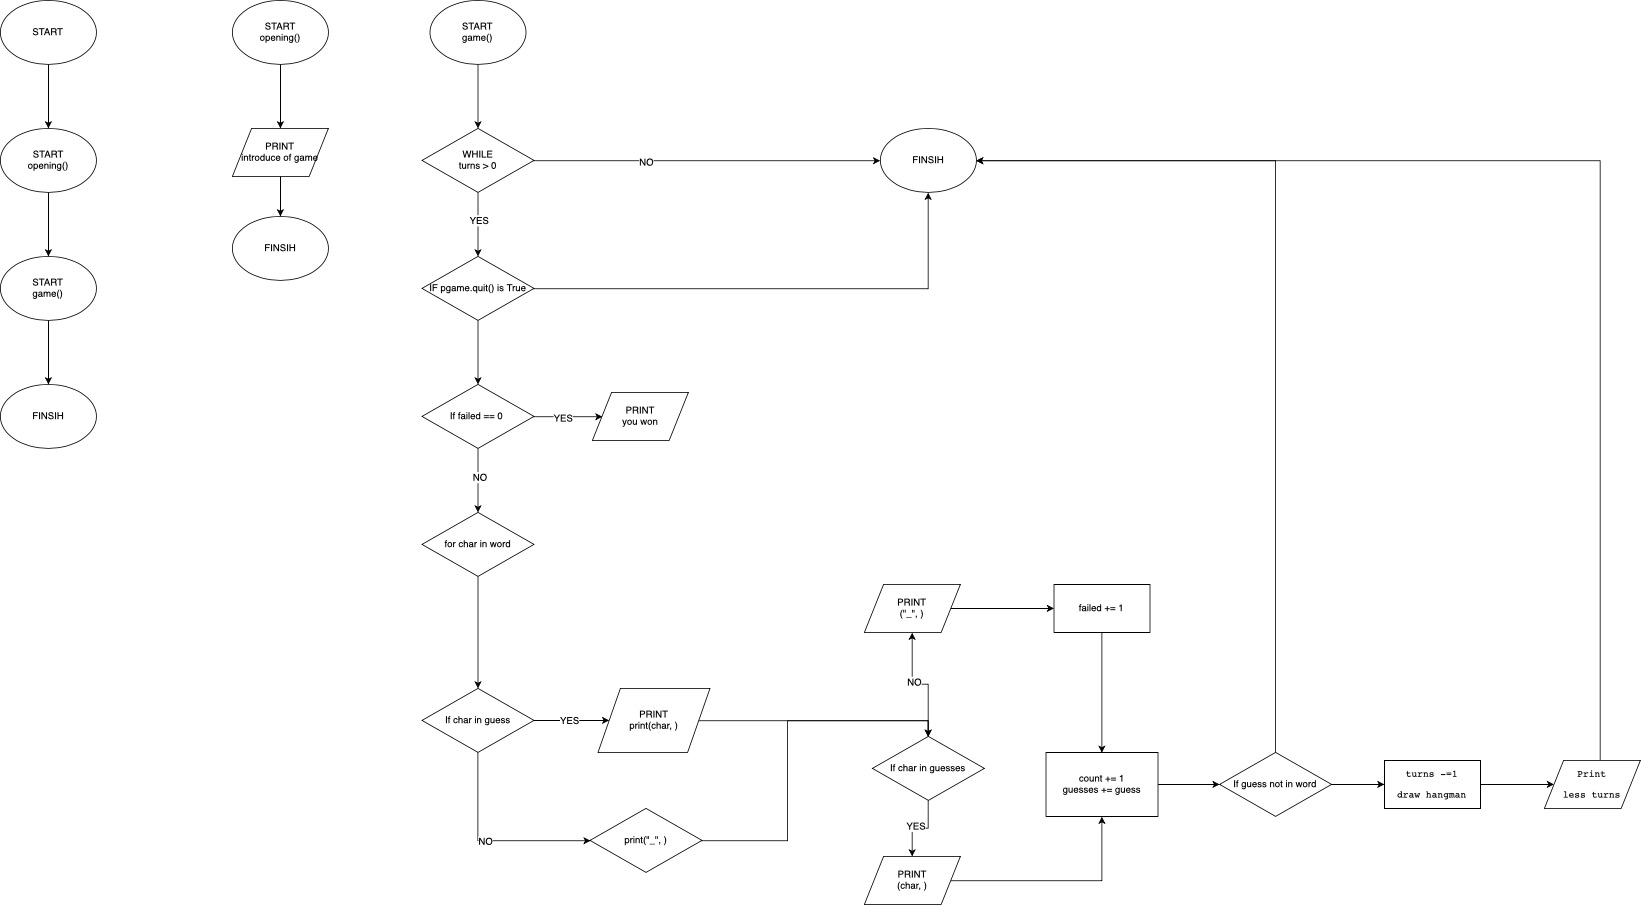 START
START
opening()
START
game()
FINSIH
START
opening()
PRINT
introduce of game
FINSIH
START
game()
WHILE
turns > 0
NO
FINSIH
YES
IF pgame.quit() is True
If failed == 0
YES
PRINT
you won
NO
for char in word
If char in guess
YES
PRINT
print(char, )
NO
print("_", )
PRINT
("_", )
failed += 1
NO
If char in guesses
YES
PRINT
(char, )
count += 1
guesses += guess
If guess not in word
turns -=1
draw hangman
Print
less turns